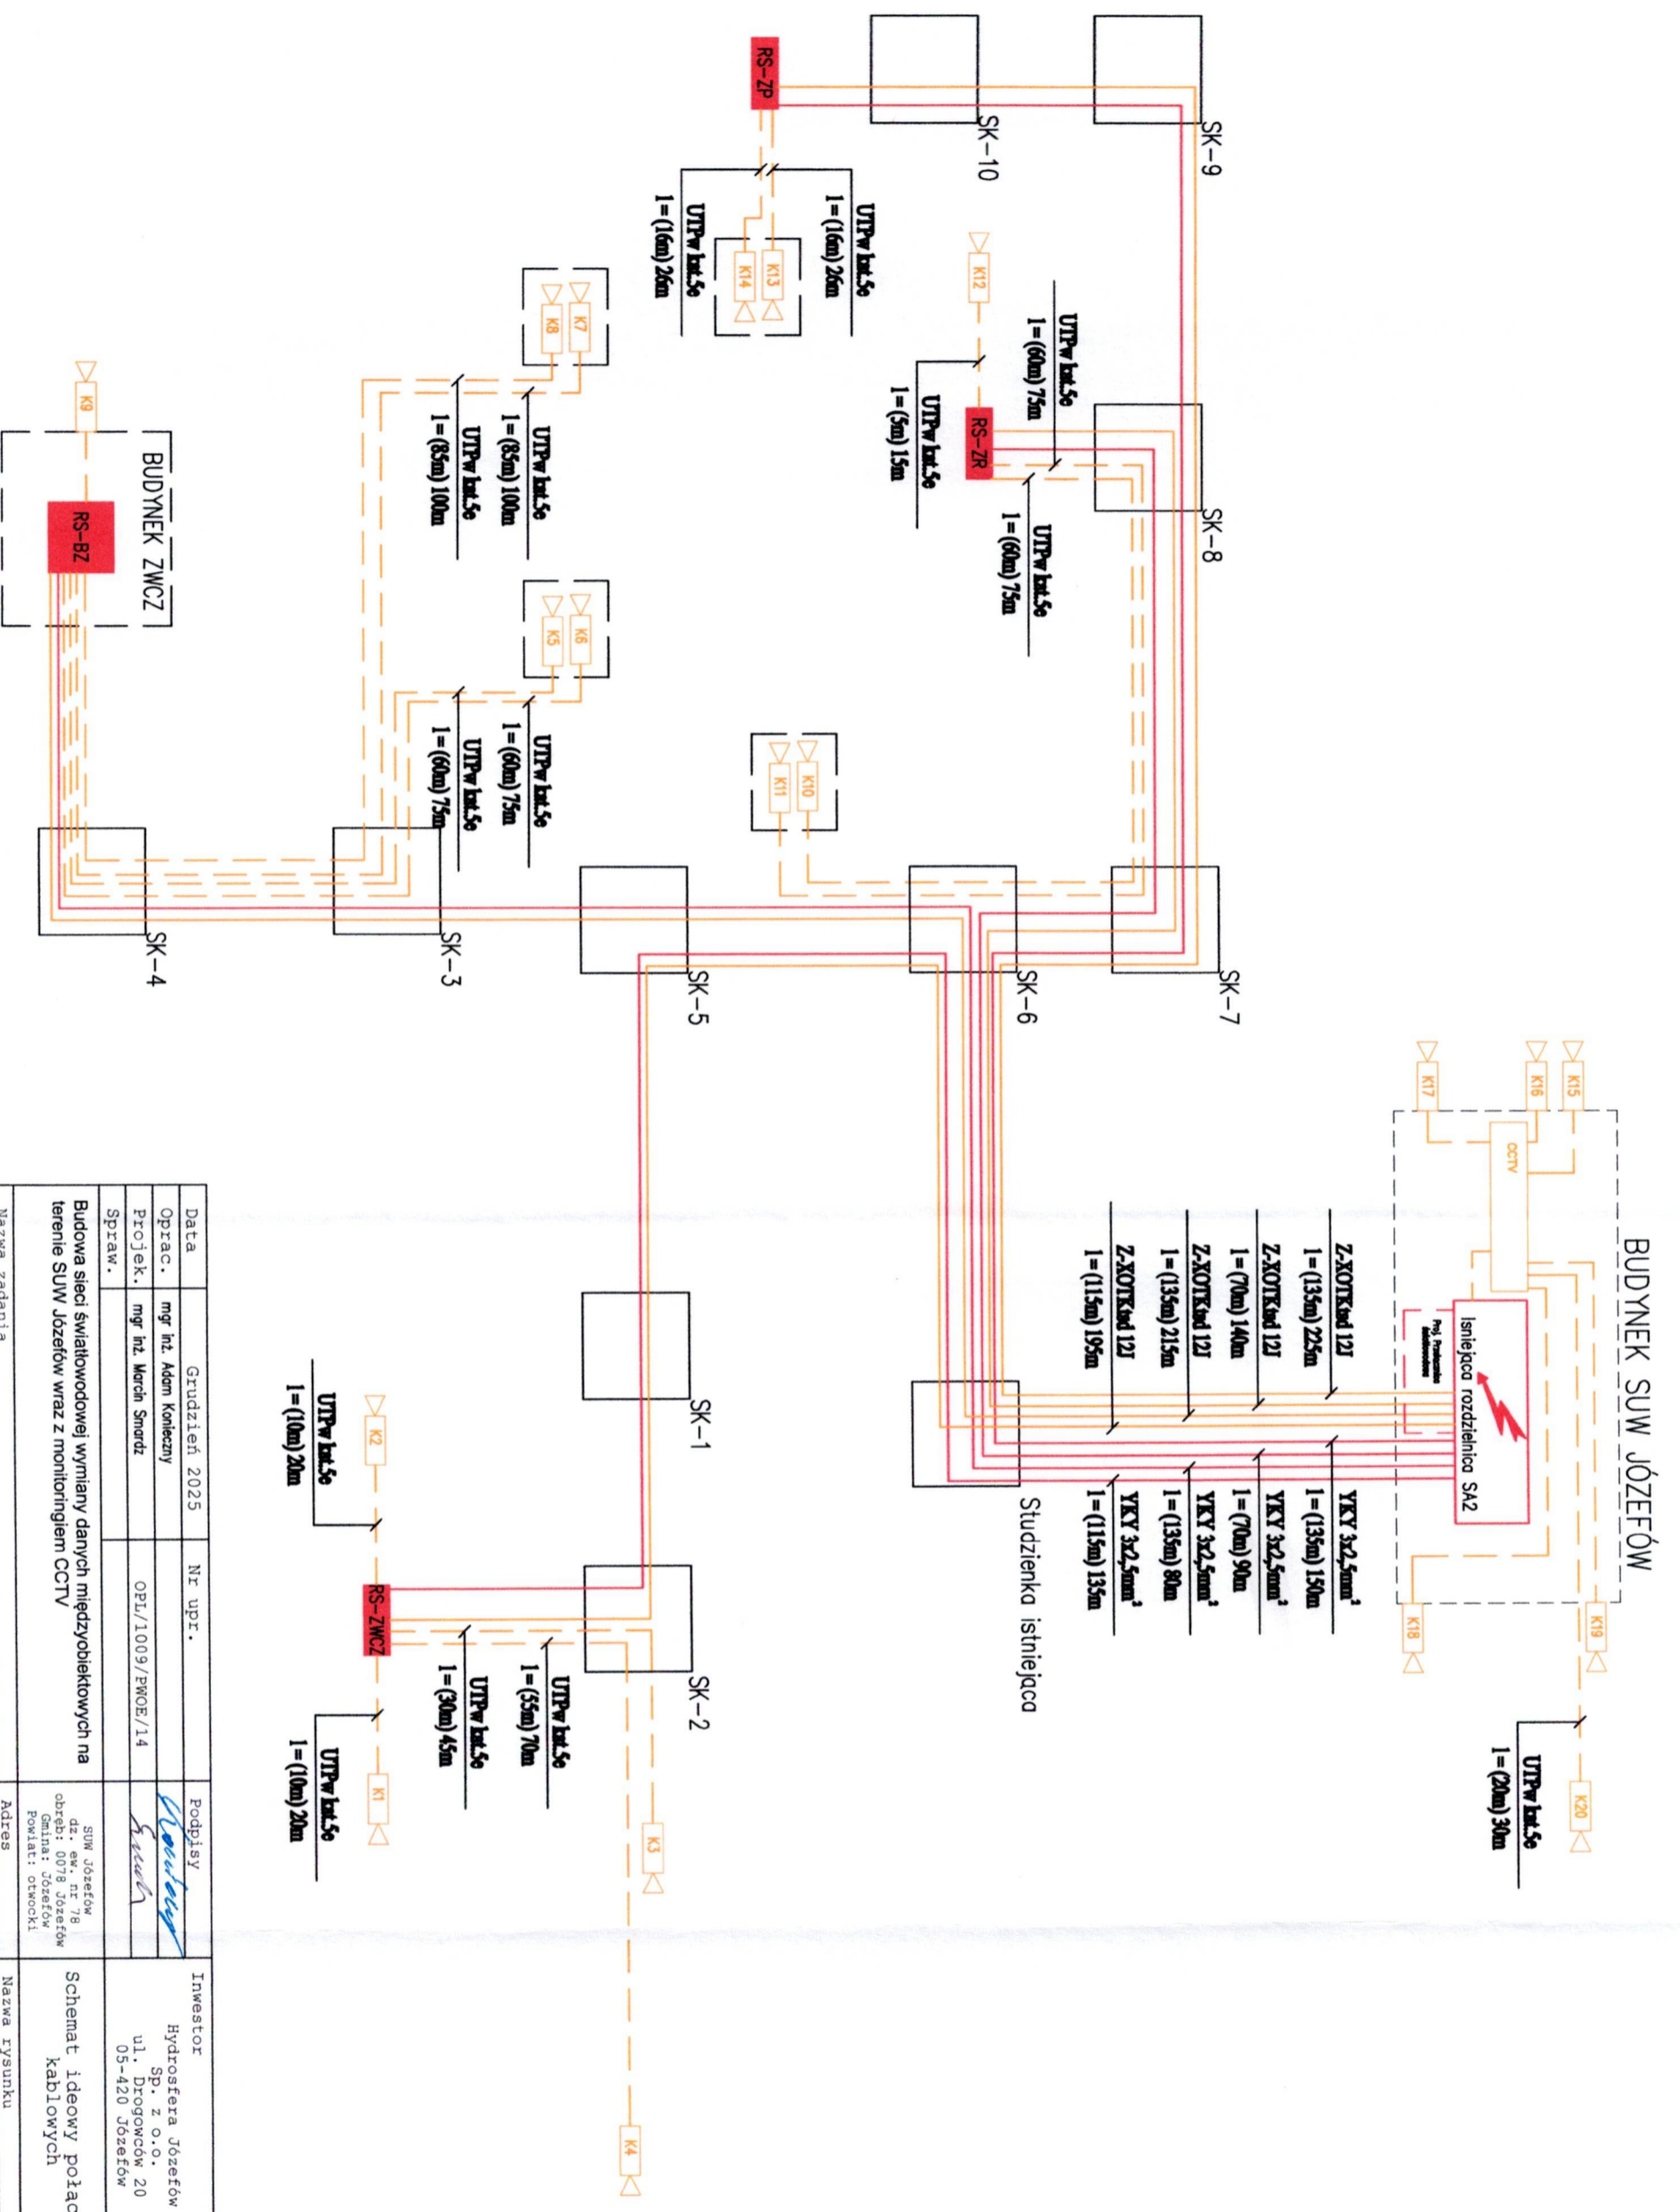 BUDYNEK SUW JÓZEFÓW
K15
K16
K17
CCTV
Isniejąca rozdzielnica SA2
Proj. Przełącznica
światłowodowa
K18
K19
K20
UTPw kat.5e
l=(20m) 30m
Z-XOTKtsd 12J
l=(135m) 225m
Z-XOTKtsd 12J
l=(70m) 140m
Z-XOTKtsd 12J
l=(135m) 215m
Z-XOTKtsd 12J
l=(115m) 195m
YKY 3x2,5mm²
l=(135m) 150m
YKY 3x2,5mm²
l=(70m) 90m
YKY 3x2,5mm²
l=(135m) 80m
YKY 3x2,5mm²
l=(115m) 135m
Studzienka istniejąca
SK-9
SK-8
SK-7
SK-10
SK-6
RS-ZP
UTPw kat.5e
l=(16m) 26m
K13
K14
UTPw kat.5e
l=(16m) 26m
K12
UTPw kat.5e
l=(60m) 75m
RS-ZR
UTPw kat.5e
l=(5m) 15m
UTPw kat.5e
l=(60m) 75m
K10
K11
SK-5
SK-1
SK-2
K7
K8
UTPw kat.5e
l=(85m) 100m
UTPw kat.5e
l=(85m) 100m
K6
K5
UTPw kat.5e
l=(60m) 75m
UTPw kat.5e
l=(60m) 75m
SK-3
K3
K4
UTPw kat.5e
l=(55m) 70m
UTPw kat.5e
l=(30m) 45m
K2
RS-ZWCZ
K1
UTPw kat.5e
l=(10m) 20m
UTPw kat.5e
l=(10m) 20m
BUDYNEK ZWCZ
K9
RS-BZ
SK-4
Data
Grudzień 2025
Nr upr.
Podpisy
Inwestor
Oprac.
mgr inż. Adam Konieczny
Projek.
mgr inż. Marcin Smardz
OPL/1009/PWOE/14
Spraw.
Hydrosfera Józefów
Sp. z o.o.
ul. Drogowców 20
05-420 Józefów
Budowa sieci światłowodowej wymiany danych międzyobiektowych na
terenie SUW Józefów wraz z monitoringiem CCTV
SUW Józefów
dz. ew. nr 78
obręb: 0078 Józefów
Gmina: Józefów
Powiat: otwocki
Schemat ideowy połąc
kablowych
Nazwa zadania
Adres
Nazwa rysunku